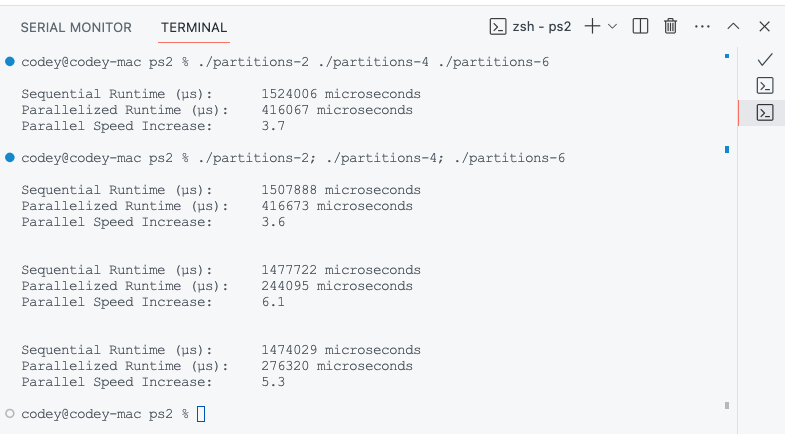 SERIAL MONITOR TERMINAL zsh - ps2
codey@codey-mac ps2 % ./partitions-2 ./partitions-4 ./partitions-6
Sequential Runtime (µs): 1524006 microseconds
Parallelized Runtime (µs): 416067 microseconds
Parallel Speed Increase: 3.7
codey@codey-mac ps2 % ./partitions-2; ./partitions-4; ./partitions-6
Sequential Runtime (µs): 1507888 microseconds
Parallelized Runtime (µs): 416673 microseconds
Parallel Speed Increase: 3.6
Sequential Runtime (µs): 1477722 microseconds
Parallelized Runtime (µs): 244095 microseconds
Parallel Speed Increase: 6.1
Sequential Runtime (µs): 1474029 microseconds
Parallelized Runtime (µs): 276320 microseconds
Parallel Speed Increase: 5.3
codey@codey-mac ps2 %